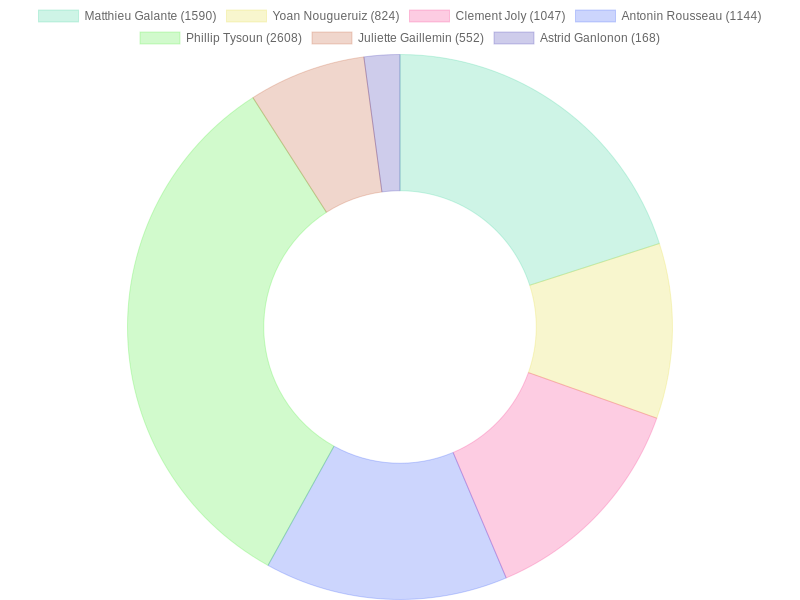 Matthieu Galante (1590) Yoan Nougueruiz (824) Clement Joly (1047) Antonin Rousseau (1144)
Phillip Tysoun (2608) Juliette Gaillemin (552) Astrid Ganlonon (168)